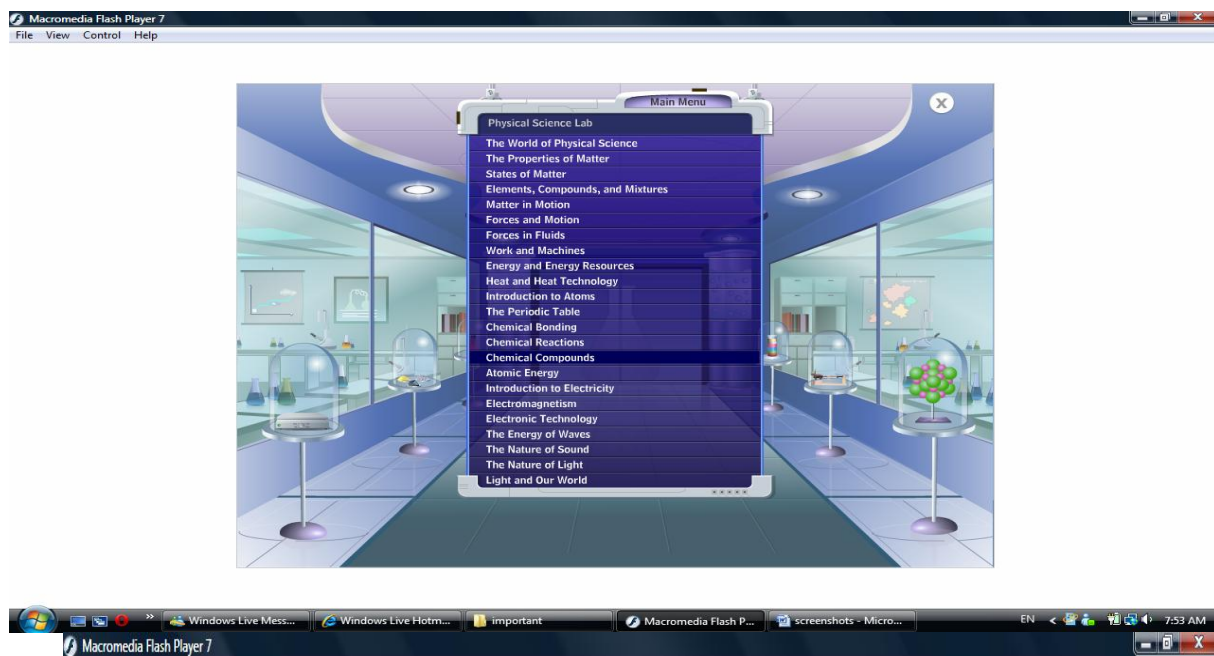 Macromedia Flash Player 7
File View Control Help
Main Menu
Physical Science Lab
The World of Physical Science
The Properties of Matter
States of Matter
Elements, Compounds, and Mixtures
Matter in Motion
Forces and Motion
Forces in Fluids
Work and Machines
Energy and Energy Resources
Heat and Heat Technology
Introduction to Atoms
The Periodic Table
Chemical Bonding
Chemical Reactions
Chemical Compounds
Atomic Energy
Introduction to Electricity
Electromagnetism
Electronic Technology
The Energy of Waves
The Nature of Sound
The Nature of Light
Light and Our World
Windows Live Mess... Windows Live Hotm... important Macromedia Flash P... screenshots - Micro... EN 7:53 AM
Macromedia Flash Player 7